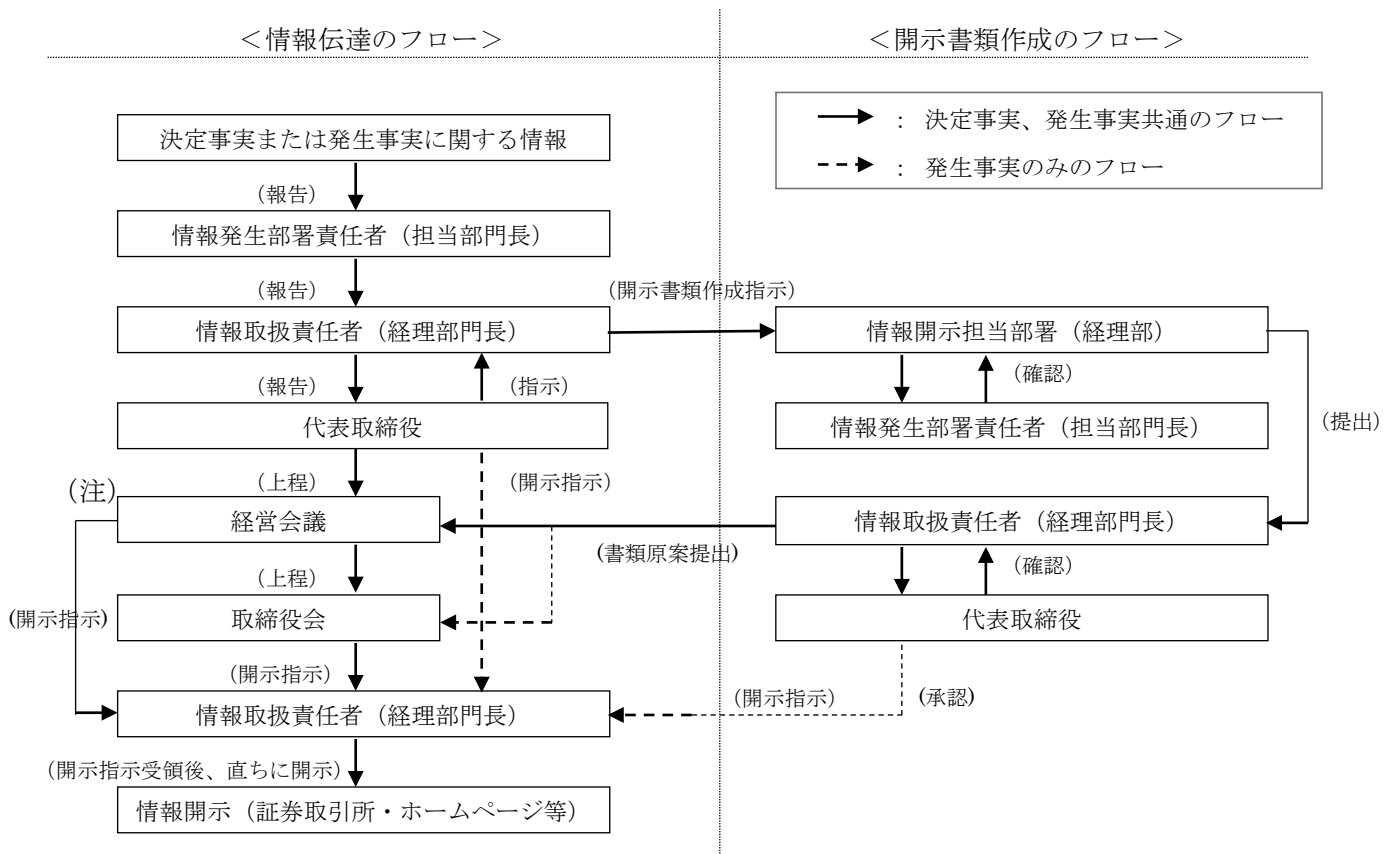 ＜情報伝達のフロー＞
＜開示書類作成のフロー＞
： 決定事実、発生事実共通のフロー
： 発生事実のみのフロー
決定事実または発生事実に関する情報
（報告）
情報発生部署責任者（担当部門長）
（報告）
（開示書類作成指示）
情報取扱責任者（経理部門長）
情報開示担当部署（経理部）
（報告）
（指示）
（確認）
代表取締役
情報発生部署責任者（担当部門長）
（提出）
（注）
（上程）
（開示指示）
経営会議
情報取扱責任者（経理部門長）
(書類原案提出)
（上程）
（確認）
(開示指示)
取締役会
代表取締役
（開示指示）
（開示指示）
(承認)
情報取扱責任者（経理部門長）
（開示指示受領後、直ちに開示）
情報開示（証券取引所・ホームページ等）